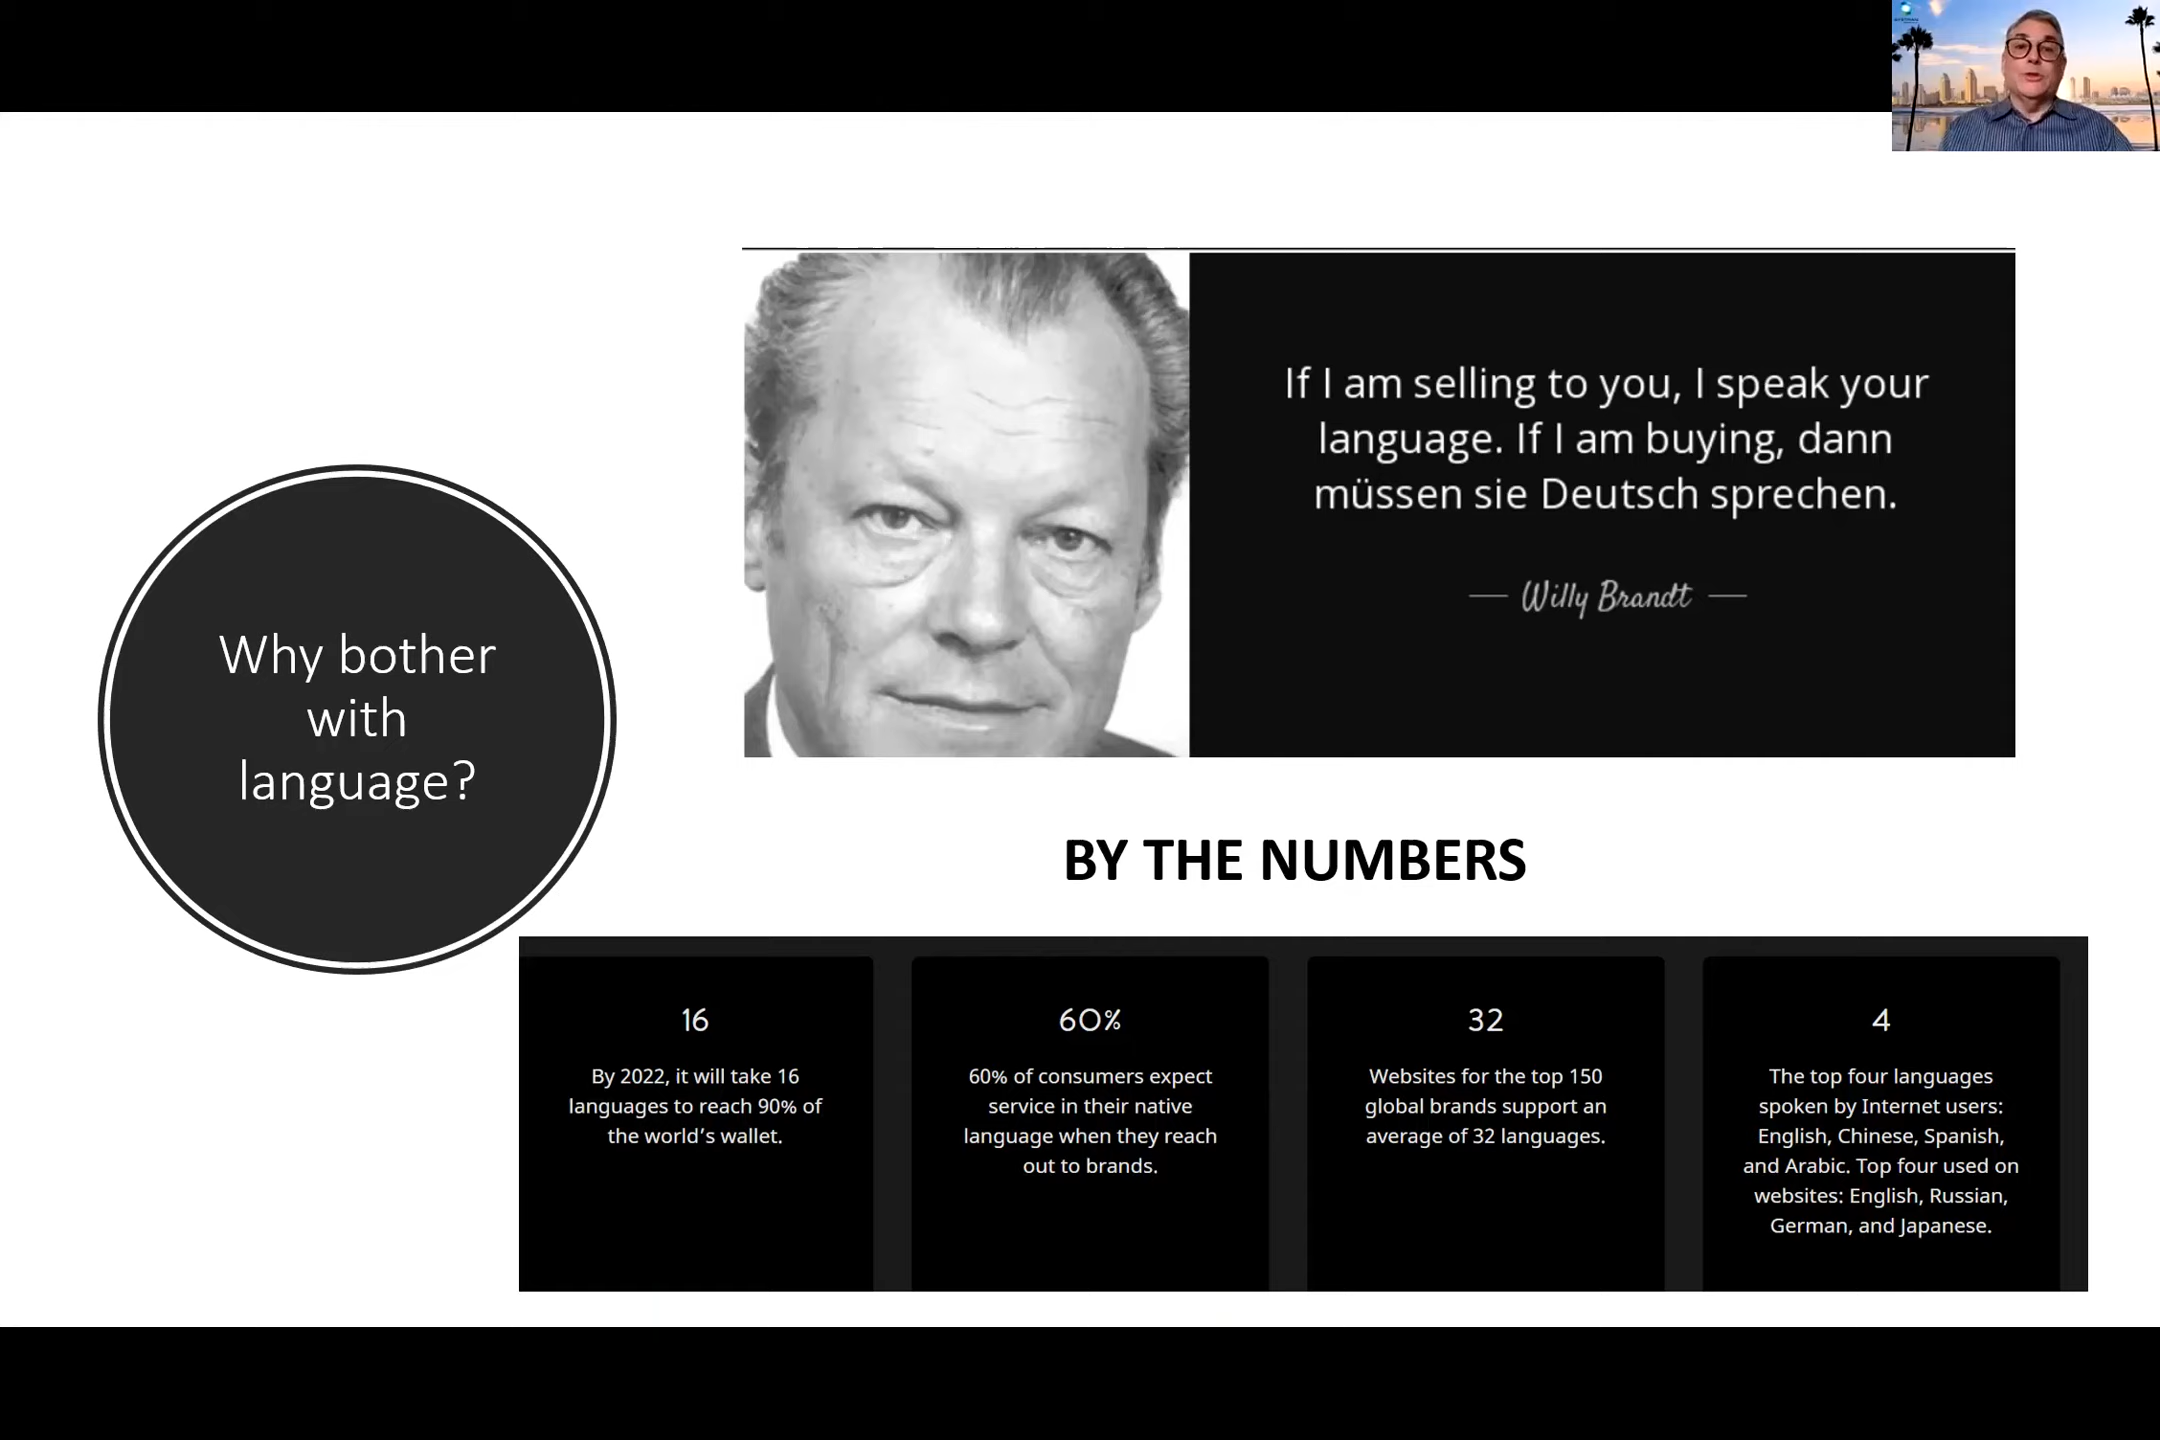 Why bother
with
language?
If I am selling to you, I speak your
language. If I am buying, dann
müssen sie Deutsch sprechen.
Willy Brandt
BY THE NUMBERS
16
By 2022, it will take 16
languages to reach 90% of
the world’s wallet.
60%
60% of consumers expect
service in their native
language when they reach
out to brands.
32
Websites for the top 150
global brands support an
average of 32 languages.
4
The top four languages
spoken by Internet users:
English, Chinese, Spanish,
and Arabic. Top four used on
websites: English, Russian,
German, and Japanese.